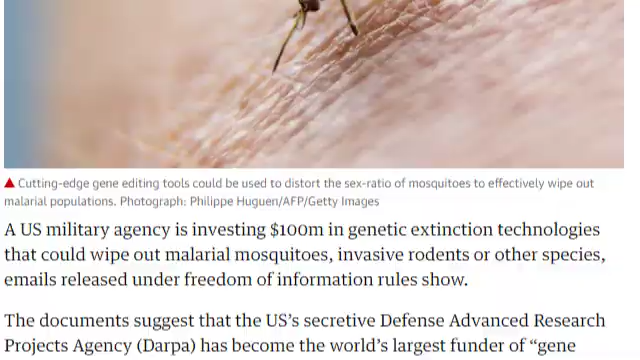 Cutting-edge gene editing tools could be used to distort the sex-ratio of mosquitoes to effectively wipe out
malarial populations. Photograph: Philippe Huguen/AFP/Getty Images
A US military agency is investing $100m in genetic extinction technologies
that could wipe out malarial mosquitoes, invasive rodents or other species,
emails released under freedom of information rules show.
The documents suggest that the US’s secretive Defense Advanced Research
Projects Agency (Darpa) has become the world’s largest funder of “gene